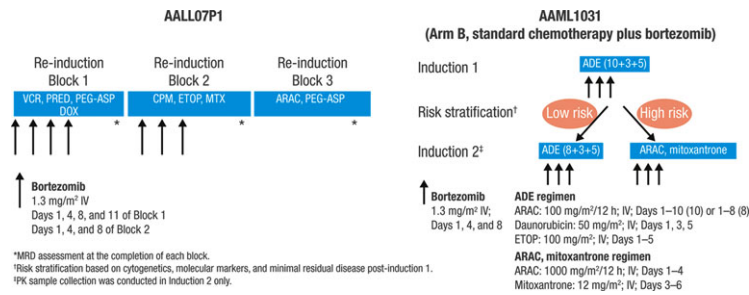 AALL07P1
Re-induction
Block 1
Re-induction
Block 2
Re-induction
Block 3
VCR, PRED, PEG-ASP
DOX
CPM, ETOP, MTX
ARAC, PEG-ASP
*
*
*
Bortezomib
1.3 mg/m² IV
Days 1, 4, 8, and 11 of Block 1
Days 1, 4, and 8 of Block 2
*MRD assessment at the completion of each block.
†Risk stratification based on cytogenetics, molecular markers, and minimal residual disease post-induction 1.
‡PK sample collection was conducted in Induction 2 only.
AAML1031
(Arm B, standard chemotherapy plus bortezomib)
Induction 1
ADE (10+3+5)
Risk stratification†
Low risk
High risk
Induction 2‡
ADE (8+3+5)
ARAC, mitoxantrone
Bortezomib
1.3 mg/m² IV;
Days 1, 4, and 8
ADE regimen
ARAC: 100 mg/m²/12 h; IV; Days 1–10 (10) or 1–8 (8)
Daunorubicin: 50 mg/m²; IV; Days 1, 3, 5
ETOP: 100 mg/m²; IV; Days 1–5
ARAC, mitoxantrone regimen
ARAC: 1000 mg/m²/12 h; IV; Days 1–4
Mitoxantrone: 12 mg/m²; IV; Days 3–6